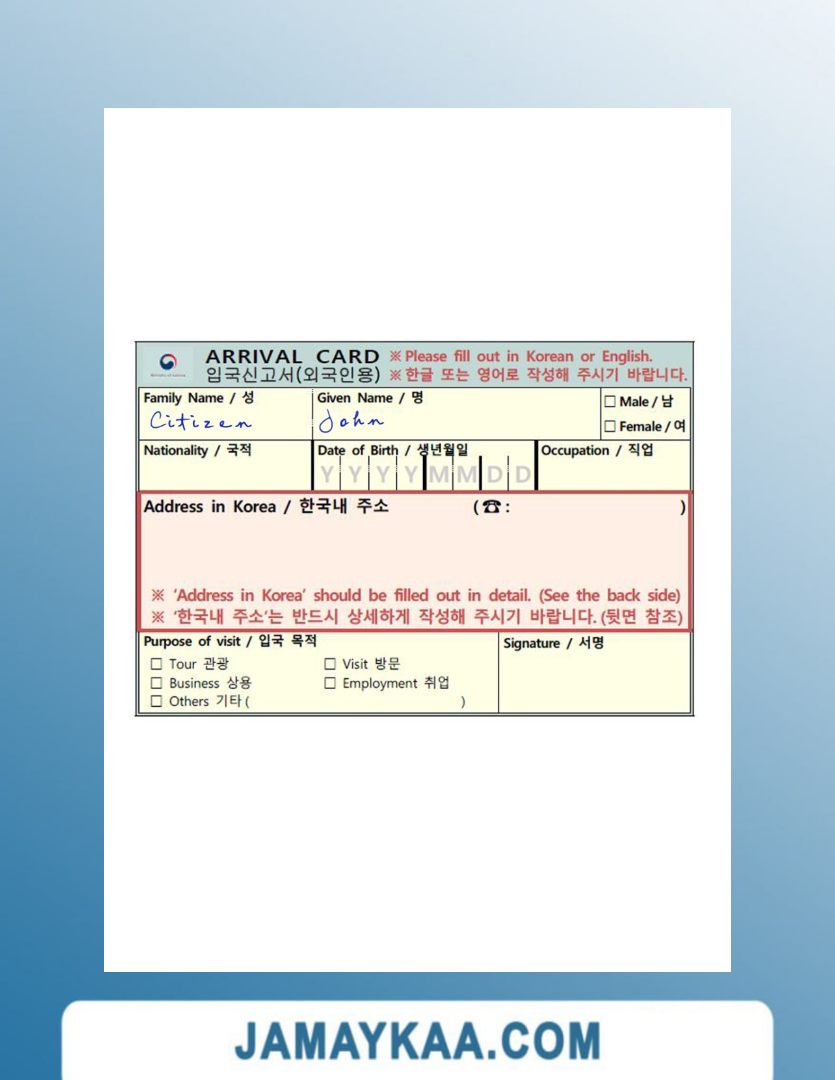 ARRIVAL CARD ※ Please fill out in Korean or English.
입국신고서(외국인용) ※ 한글 또는 영어로 작성해 주시기 바랍니다.
Family Name / 성
Citizen
Given Name / 명
John
☐ Male / 남
☐ Female / 여
Nationality / 국적
Date of Birth / 생년월일
Y Y Y Y M M D D
Occupation / 직업
Address in Korea / 한국내 주소 (☎: )
※ ‘Address in Korea’ should be filled out in detail. (See the back side)
※ ‘한국내 주소’는 반드시 상세하게 작성해 주시기 바랍니다. (뒷면 참조)
Purpose of visit / 입국 목적
☐ Tour 관광 ☐ Visit 방문
☐ Business 상용 ☐ Employment 취업
☐ Others 기타 ( )
Signature / 서명
JAMAYKAA.COM